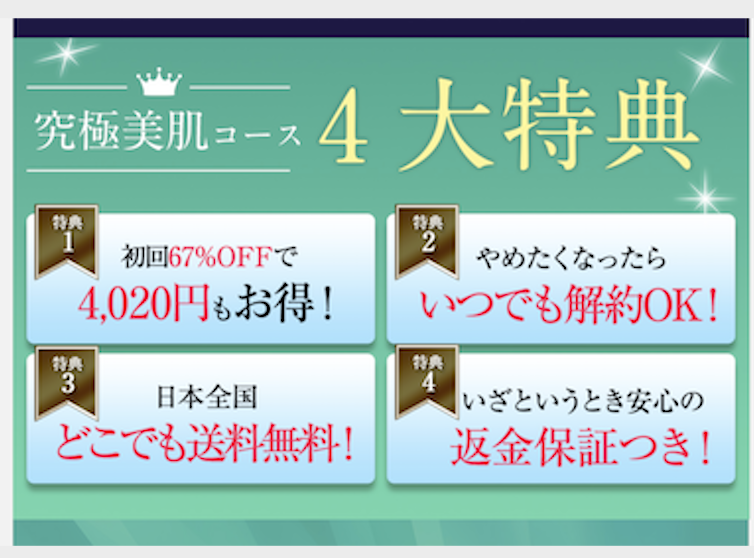 究極美肌コース
4大特典
特典
1
初回67%OFFで
4,020円もお得!
特典
2
やめたくなったら
いつでも解約OK!
特典
3
日本全国
どこでも送料無料!
特典
4
いざというとき安心の
返金保証つき!